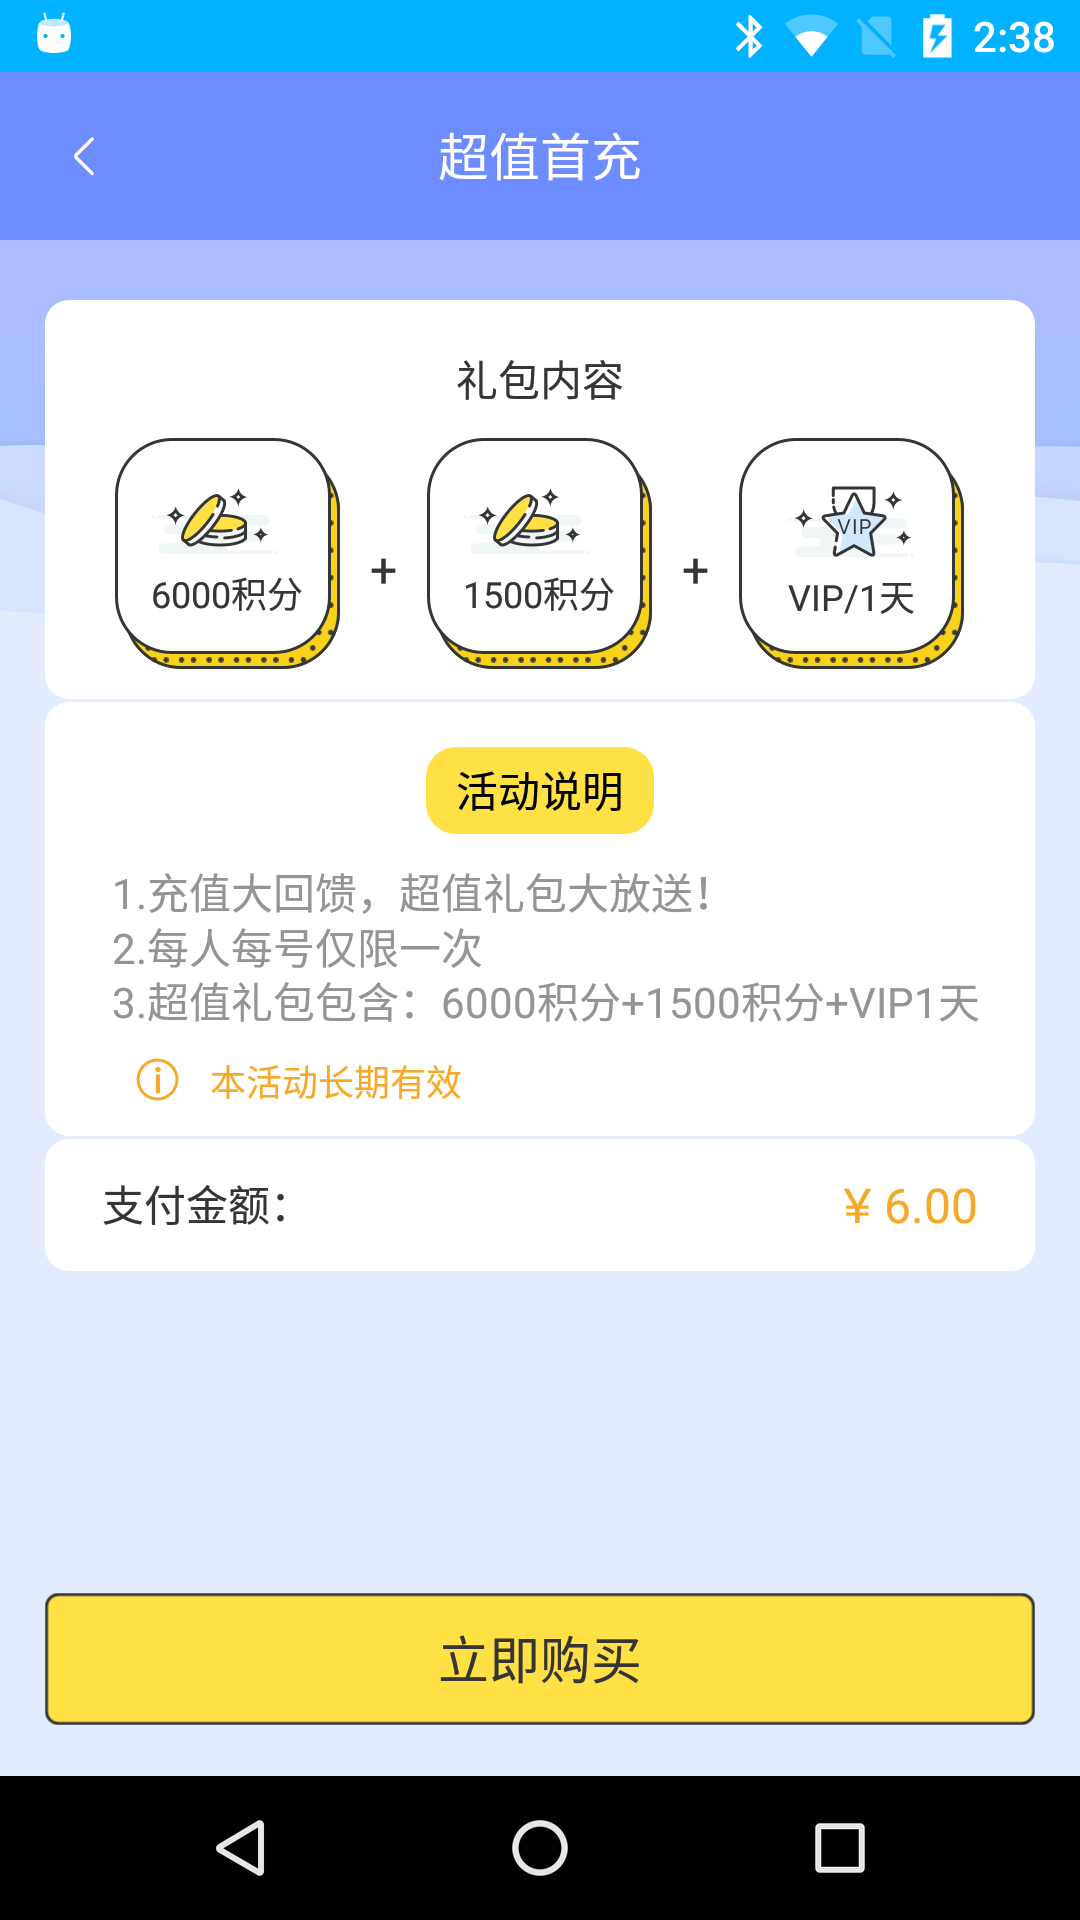 2:38
超值首充
礼包内容
6000积分
+
1500积分
+
VIP
VIP/1天
活动说明
1.充值大回馈，超值礼包大放送！
2.每人每号仅限一次
3.超值礼包包含：6000积分+1500积分+VIP1天
本活动长期有效
支付金额：
¥ 6.00
立即购买